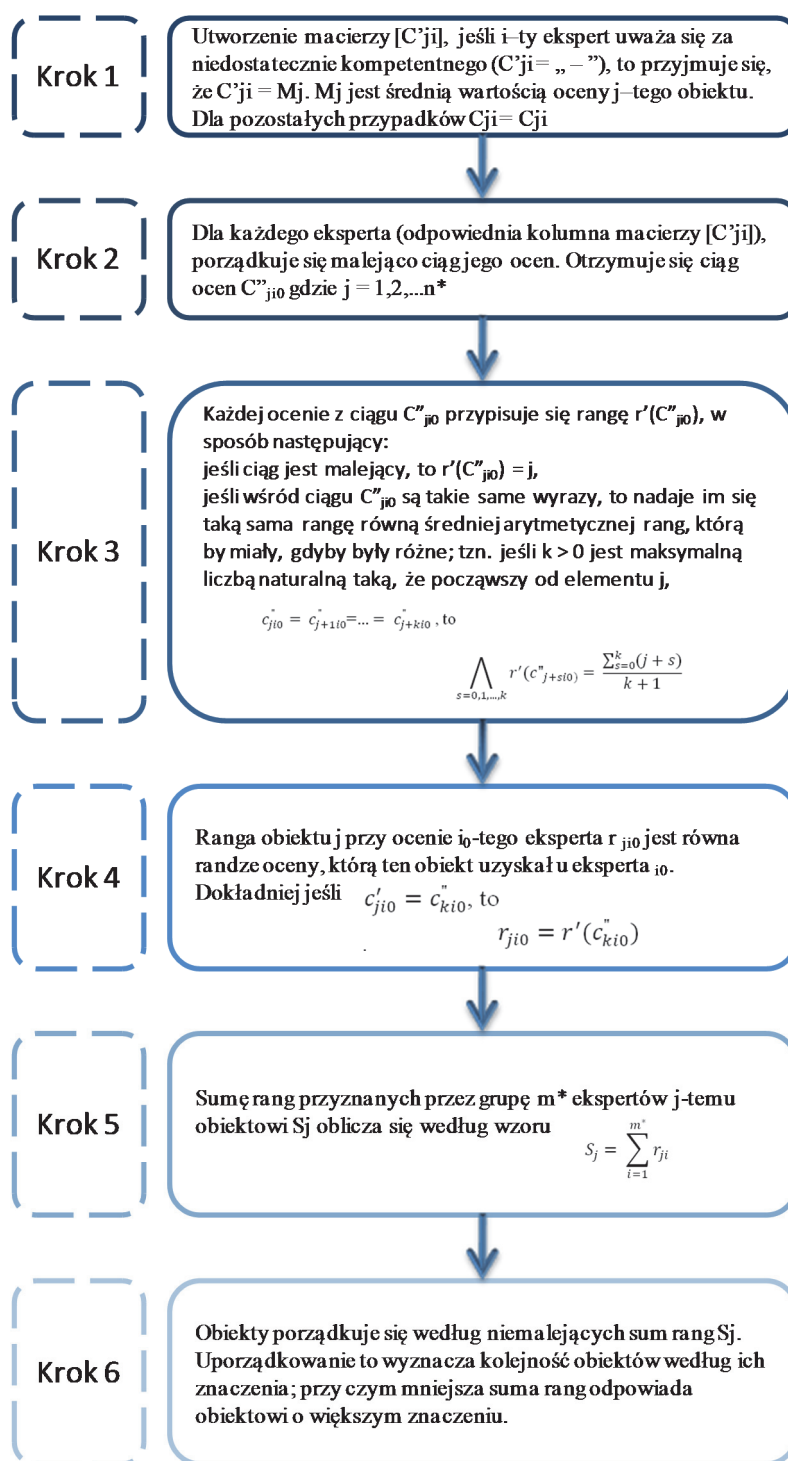 Krok 1
Utworzenie macierzy [C’ji], jeśli i–ty ekspert uważa się za
niedostatecznie kompetentnego (C’ji= „ – ”), to przyjmuje się,
że C’ji = Mj. Mj jest średnią wartością oceny j–tego obiektu.
Dla pozostałych przypadków Cji= Cji
Krok 2
Dla każdego eksperta (odpowiednia kolumna macierzy [C’ji]),
porządkuje się malejąco ciąg jego ocen. Otrzymuje się ciąg
ocen C”ji0 gdzie j = 1,2,...n*
Krok 3
Każdej ocenie z ciągu C”ji0 przypisuje się rangę r’(C”ji0), w
sposób następujący:
jeśli ciąg jest malejący, to r’(C”ji0) = j,
jeśli wśród ciągu C”ji0 są takie same wyrazy, to nadaje im się
taką sama rangę równą średniej arytmetycznej rang, którą
by miały, gdyby były różne; tzn. jeśli k > 0 jest maksymalną
liczbą naturalną taką, że począwszy od elementu j,
c"ji0 = c"j+1i0=... = c"j+ki0, to
⋀s=0,1,...,k r′(c"j+si0) = ∑k s=0(j + s) / k + 1
Krok 4
Ranga obiektu j przy ocenie i0-tego eksperta r ji0 jest równa
randze oceny, którą ten obiekt uzyskał u eksperta i0.
Dokładniej jeśli c′ji0 = c"ki0, to
. rji0 = r′(c"ki0)
Krok 5
Sumę rang przyznanych przez grupę m* ekspertów j-temu
obiektowi Sj oblicza się według wzoru
Sj = ∑m* i=1 rji
Krok 6
Obiekty porządkuje się według niemalejących sum rang Sj.
Uporządkowanie to wyznacza kolejność obiektów według ich
znaczenia; przy czym mniejsza suma rang odpowiada
obiektowi o większym znaczeniu.